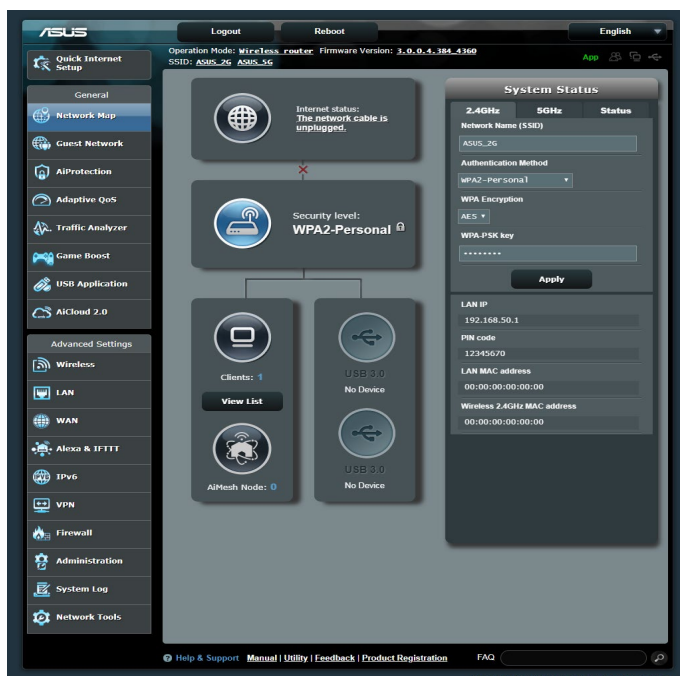 ASUS
Logout
Reboot
English
Quick Internet
Setup
Operation Mode: Wireless router Firmware Version: 3.0.0.4.384_4360
SSID: ASUS_2G ASUS_5G
App
General
Network Map
Guest Network
AiProtection
Adaptive QoS
Traffic Analyzer
Game Boost
USB Application
AiCloud 2.0
Advanced Settings
Wireless
LAN
WAN
Alexa & IFTTT
IPv6
VPN
Firewall
Administration
System Log
Network Tools
Internet status:
The network cable is
unplugged.
Security level:
WPA2-Personal
Clients: 1
View List
AiMesh Node: 0
USB 3.0
No Device
USB 3.0
No Device
System Status
2.4GHz 5GHz Status
Network Name (SSID)
ASUS_2G
Authentication Method
WPA2-Personal
WPA Encryption
AES
WPA-PSK key
········
Apply
LAN IP
192.168.50.1
PIN code
12345670
LAN MAC address
00:00:00:00:00:00
Wireless 2.4GHz MAC address
00:00:00:00:00:00
Help & Support Manual | Utility | Feedback | Product Registration FAQ